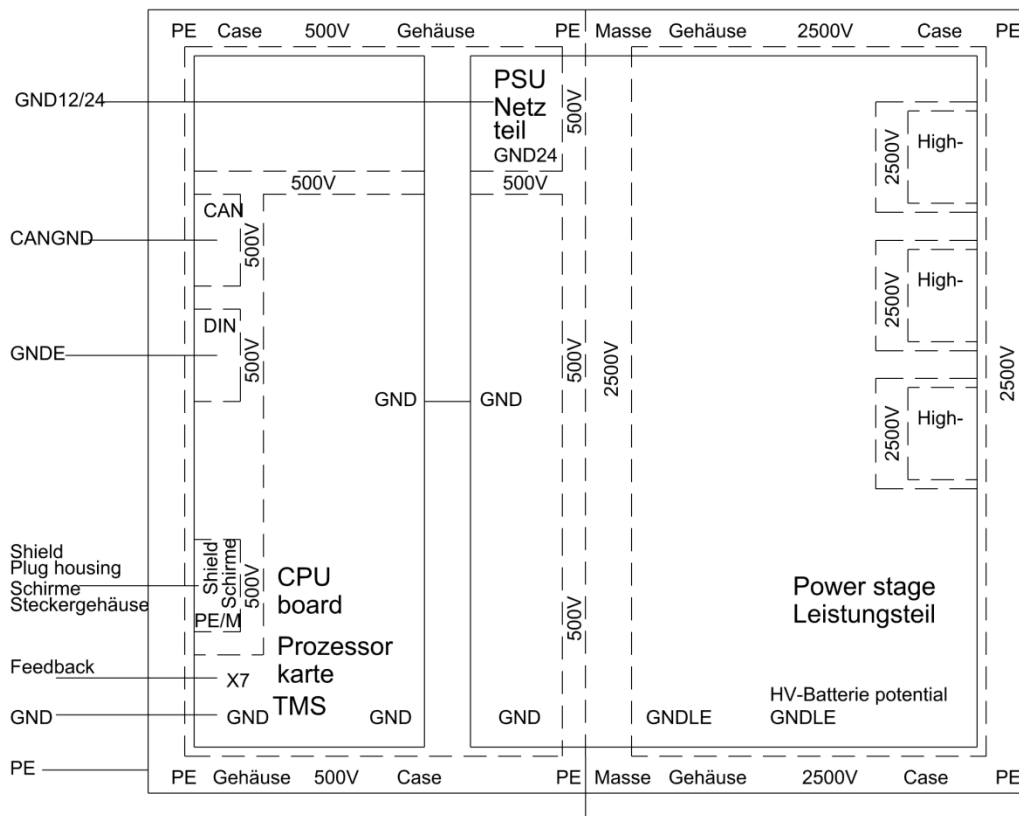 PE Case 500V Gehäuse PE Masse Gehäuse 2500V Case PE
GND12/24
PSU
Netz
teil
GND24
500V
High-
2500V
500V
500V
CAN
500V
CANGND
High-
2500V
DIN
500V
GNDE
500V
2500V
2500V
GND
GND
High-
2500V
Shield
Plug housing
Schirme
Steckergehäuse
Shield
Schirme
500V
PE/M
CPU
board
Prozessor
karte
TMS
500V
Power stage
Leistungsteil
Feedback
X7
HV-Batterie potential
GND
GND
GND
GND
GNDLE
GNDLE
PE
PE Gehäuse 500V Case PE Masse Gehäuse 2500V Case PE